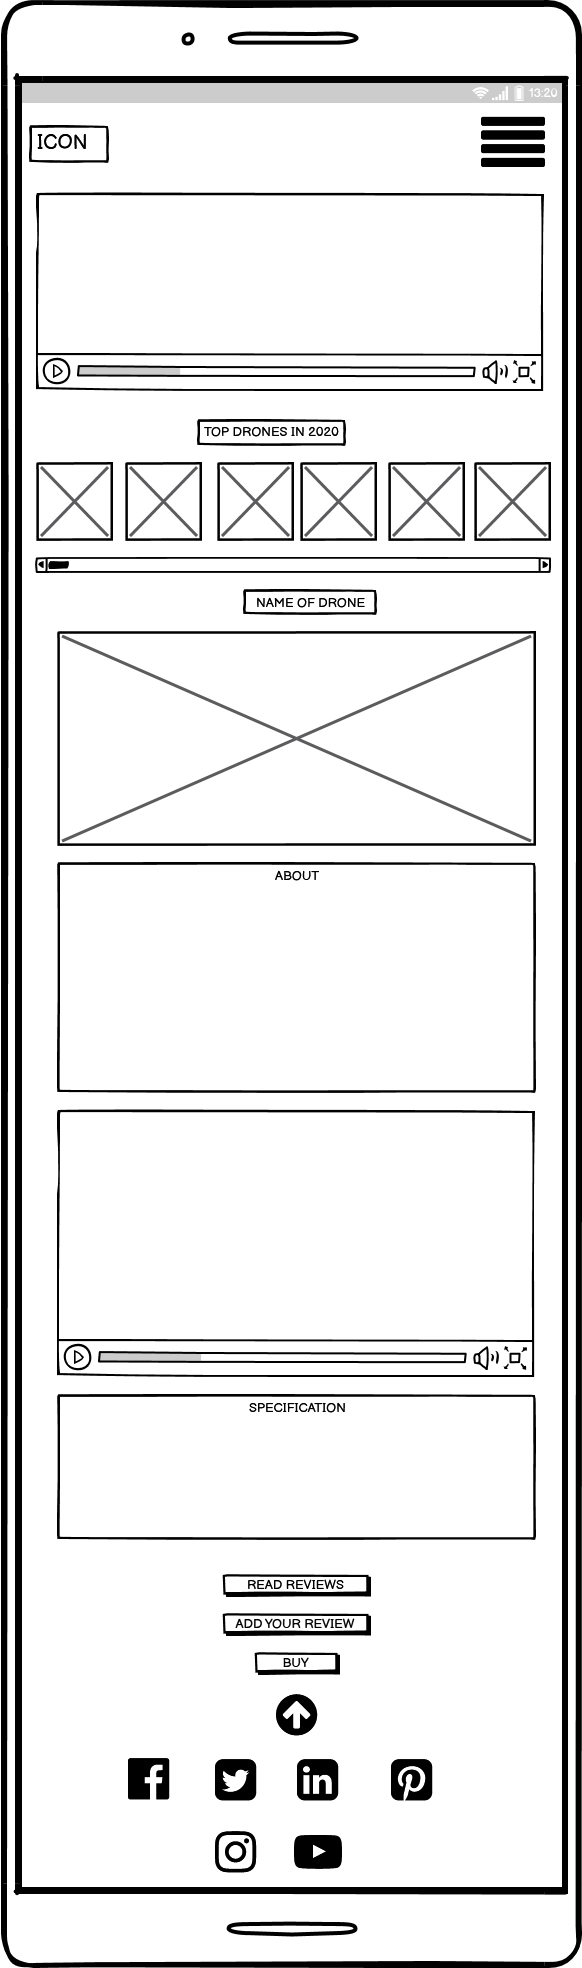 13:20
ICON
TOP DRONES IN 2020
NAME OF DRONE
ABOUT
SPECIFICATION
READ REVIEWS
ADD YOUR REVIEW
BUY